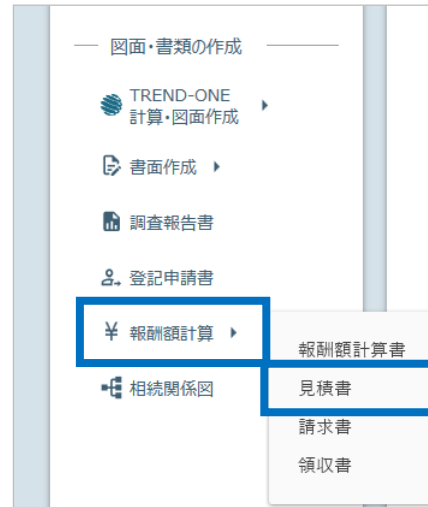 図面・書類の作成
TREND-ONE
計算・図面作成
書面作成
調査報告書
登記申請書
¥ 報酬額計算
報酬額計算書
見積書
相続関係図
請求書
領収書